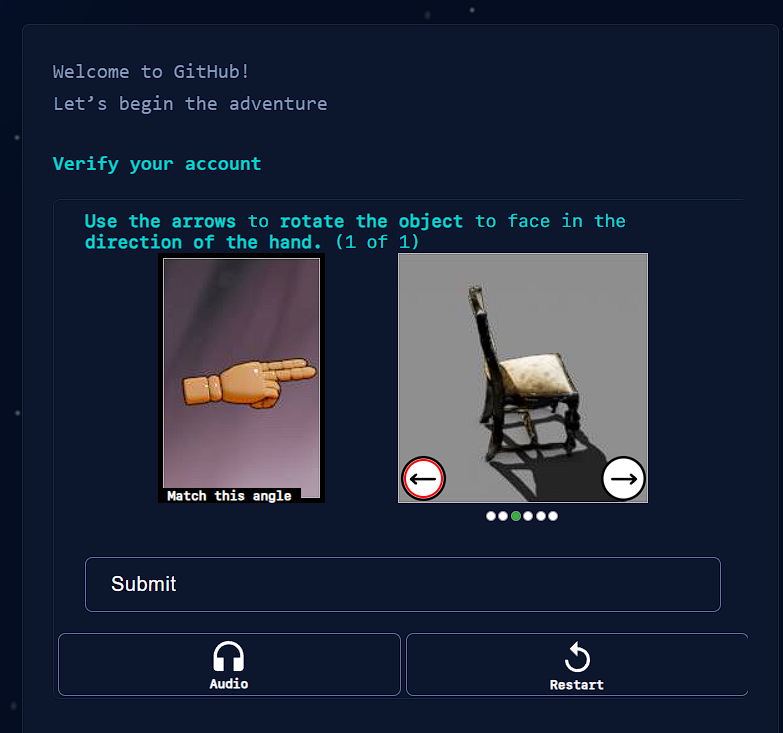 Welcome to GitHub!
Let’s begin the adventure
Verify your account
Use the arrows to rotate the object to face in the
direction of the hand. (1 of 1)
Match this angle
Submit
Audio
Restart